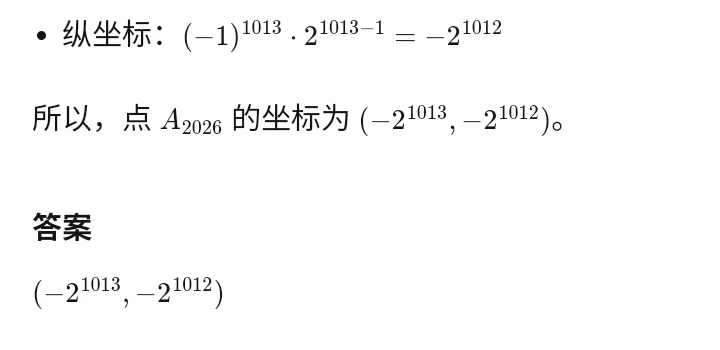 • 纵坐标：$(-1)^{1013} \cdot 2^{1013-1} = -2^{1012}$
所以，点 $A_{2026}$ 的坐标为 $(-2^{1013}, -2^{1012})$。
答案
$(-2^{1013}, -2^{1012})$